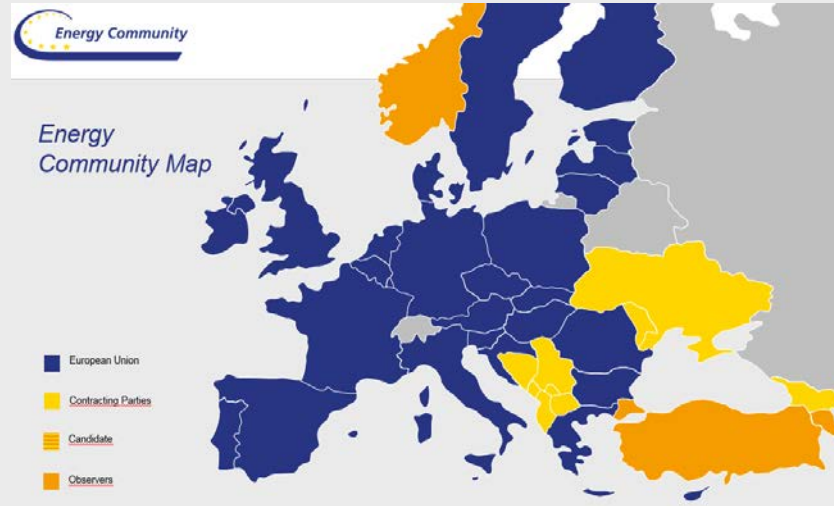 Energy Community
Energy
Community Map
European Union
Contracting Parties
Candidate
Observers